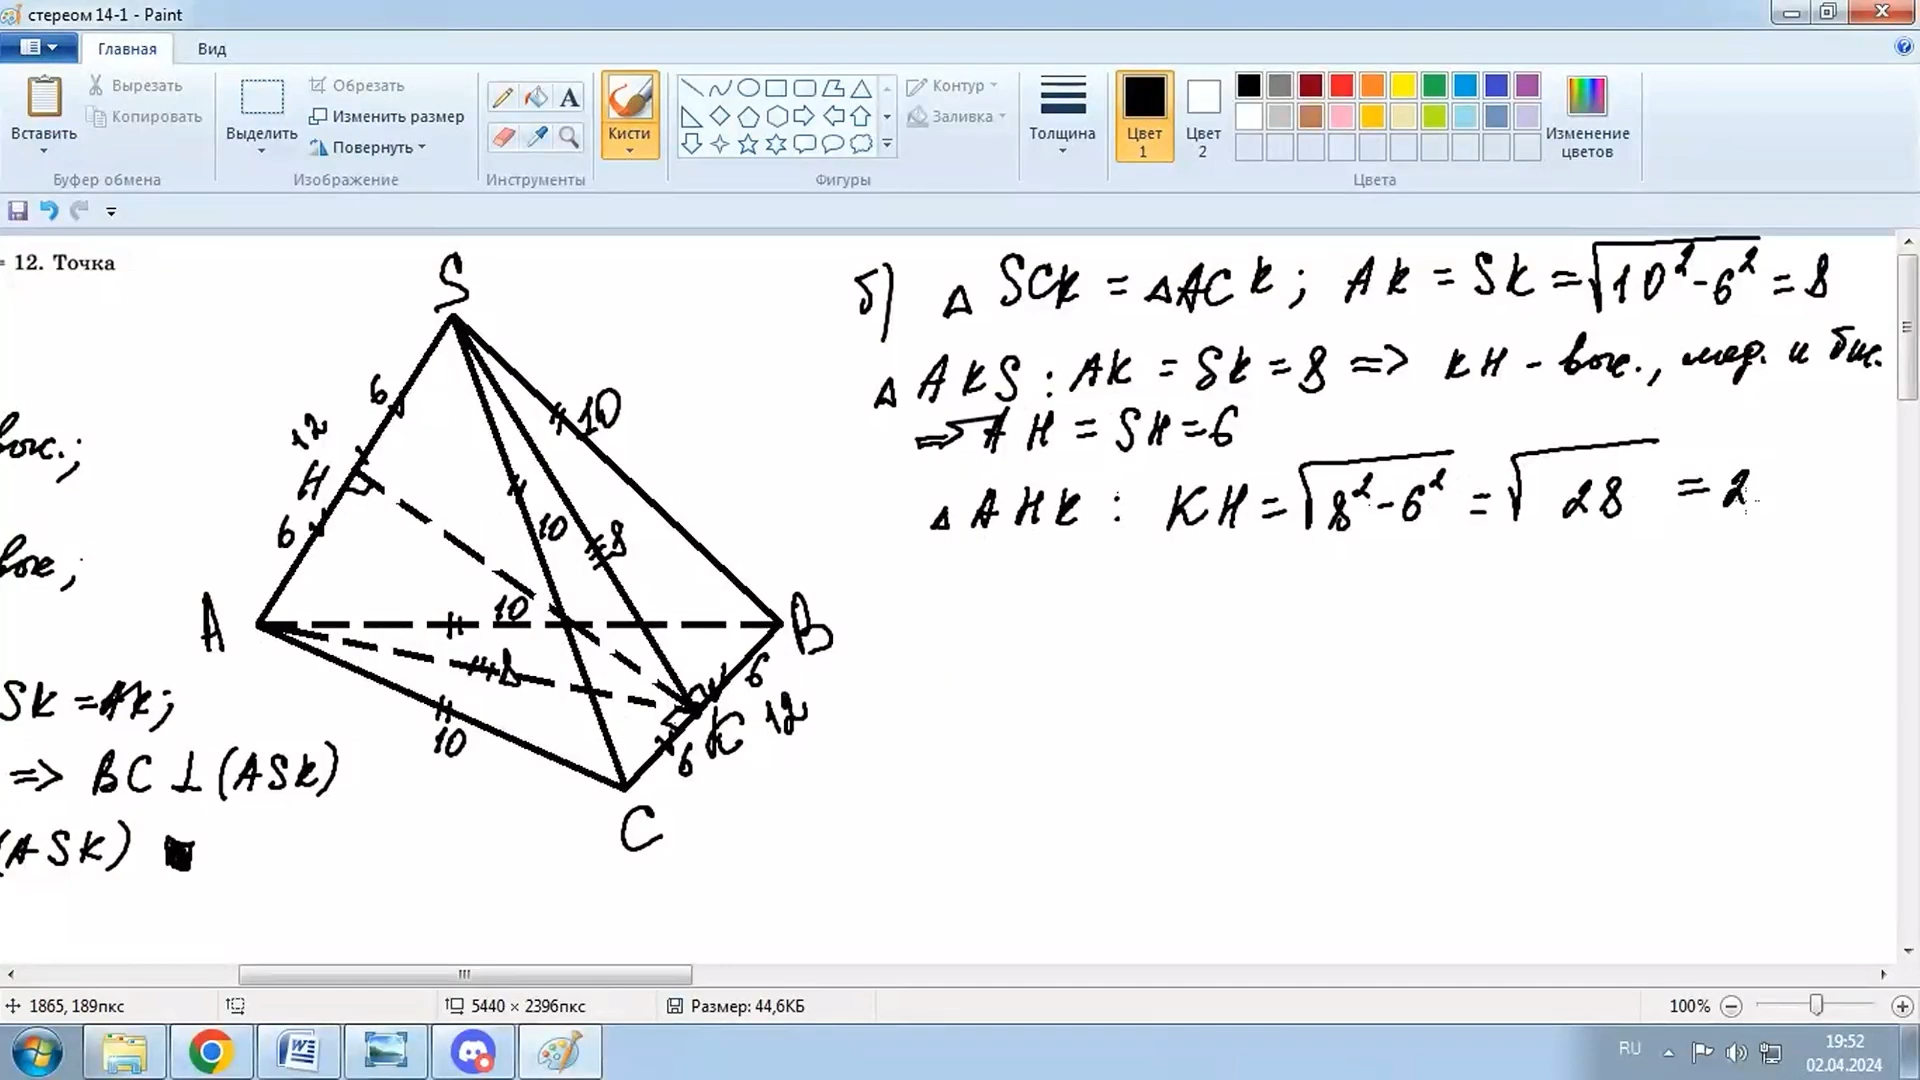 стереом 14-1 - Paint
Главная
Вид
Вставить
Вырезать
Копировать
Буфер обмена
Выделить
Обрезать
Изменить размер
Повернуть
Изображение
Инструменты
Кисти
Фигуры
Контур
Заливка
Толщина
Цвет 1
Цвет 2
Изменение цветов
Цвета
= 12. Точка
S
6
12
H
6
10
10
8
A
10
B
8
6
K
12
10
6
C
выс.;
SK = AK;
=> BC ⊥ (ASK)
(ASK)
б) △ SCK = △ ACK; AK = SK = √10² - 6² = 8
△ AKS : AK = SK = 8 => KH - выс., мед. и бис.
=> AH = SH = 6
△ AHK : KH = √8² - 6² = √28 = 2
1865, 189пкс
5440 × 2396пкс
Размер: 44,6КБ
100%
RU
19:52
02.04.2024